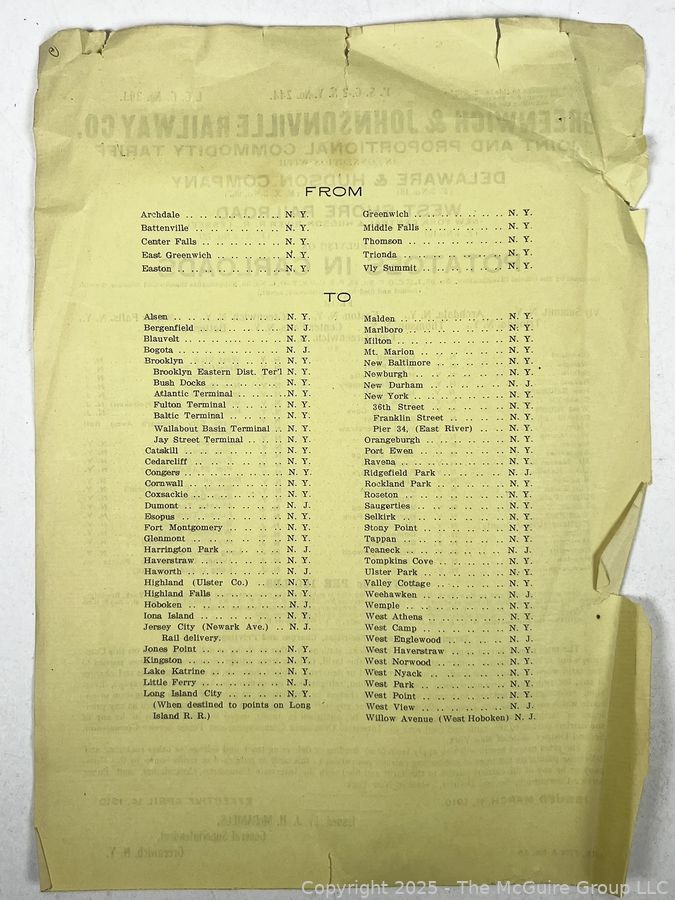 FROM
Archdale .. .. .. .. .. .. .. N. Y.
Battenville .. .. .. .. .. .. N. Y.
Center Falls .. .. .. .. .. .. N. Y.
East Greenwich .. .. .. .. .. N. Y.
Easton .. .. .. .. .. .. .. .. N. Y.
Greenwich .. .. .. .. .. .. N. Y.
Middle Falls .. .. .. .. .. N. Y.
Thomson .. .. .. .. .. .. .. N. Y.
Trionda .. .. .. .. .. .. .. N. Y.
Vly Summit .. .. .. .. .. .. N. Y.
TO
Alsen .. .. .. .. .. .. .. .. N. Y.
Bergenfield .. .. .. .. .. .. N. J.
Blauvelt .. .. .. .. .. .. .. N. Y.
Bogota .. .. .. .. .. .. .. .. N. J.
Brooklyn .. .. .. .. .. .. .. N. Y.
Brooklyn Eastern Dist. Ter'l N. Y.
Bush Docks .. .. .. .. .. .. N. Y.
Atlantic Terminal .. .. .. .. N. Y.
Fulton Terminal .. .. .. .. N. Y.
Baltic Terminal .. .. .. .. N. Y.
Wallabout Basin Terminal .. N. Y.
Jay Street Terminal .. .. .. N. Y.
Catskill .. .. .. .. .. .. .. N. Y.
Cedarcliff .. .. .. .. .. .. N. Y.
Congers .. .. .. .. .. .. .. N. Y.
Cornwall .. .. .. .. .. .. .. N. Y.
Coxsackie .. .. .. .. .. .. .. N. Y.
Dumont .. .. .. .. .. .. .. .. N. J.
Esopus .. .. .. .. .. .. .. .. N. Y.
Fort Montgomery .. .. .. .. N. Y.
Glenmont .. .. .. .. .. .. .. N. Y.
Harrington Park .. .. .. .. N. J.
Haverstraw .. .. .. .. .. .. N. Y.
Haworth .. .. .. .. .. .. .. N. J.
Highland (Ulster Co.) .. .. N. Y.
Highland Falls .. .. .. .. .. N. Y.
Hoboken .. .. .. .. .. .. .. N. J.
Iona Island .. .. .. .. .. .. N. Y.
Jersey City (Newark Ave.) .. N. J.
Rail delivery.
Jones Point .. .. .. .. .. .. N. Y.
Kingston .. .. .. .. .. .. .. N. Y.
Lake Katrine .. .. .. .. .. .. N. Y.
Little Ferry .. .. .. .. .. .. N. J.
Long Island City .. .. .. .. N. Y.
(When destined to points on Long
Island R. R.)
Malden .. .. .. .. .. .. .. .. N. Y.
Marlboro .. .. .. .. .. .. .. N. Y.
Milton .. .. .. .. .. .. .. .. N. Y.
Mt. Marion .. .. .. .. .. .. N. Y.
New Baltimore .. .. .. .. .. N. Y.
Newburgh .. .. .. .. .. .. .. N. Y.
New Durham .. .. .. .. .. .. N. J.
New York .. .. .. .. .. .. .. N. Y.
36th Street .. .. .. .. .. N. Y.
Franklin Street .. .. .. .. N. Y.
Pier 34, (East River) .. .. N. Y.
Orangeburgh .. .. .. .. .. .. N. Y.
Port Ewen .. .. .. .. .. .. N. Y.
Ravena .. .. .. .. .. .. .. .. N. Y.
Ridgefield Park .. .. .. .. N. J.
Rockland Park .. .. .. .. .. N. Y.
Roseton .. .. .. .. .. .. .. N. Y.
Saugerties .. .. .. .. .. .. N. Y.
Selkirk .. .. .. .. .. .. .. N. Y.
Stony Point .. .. .. .. .. .. N. Y.
Tappan .. .. .. .. .. .. .. N. Y.
Teaneck .. .. .. .. .. .. .. N. J.
Tompkins Cove .. .. .. .. .. N. Y.
Ulster Park .. .. .. .. .. .. N. Y.
Valley Cottage .. .. .. .. .. N. Y.
Weehawken .. .. .. .. .. .. N. J.
Wemple .. .. .. .. .. .. .. N. Y.
West Athens .. .. .. .. .. .. N. Y.
West Camp .. .. .. .. .. .. N. Y.
West Englewood .. .. .. .. N. J.
West Haverstraw .. .. .. .. N. Y.
West Norwood .. .. .. .. .. N. Y.
West Nyack .. .. .. .. .. .. N. Y.
West Park .. .. .. .. .. .. N. Y.
West Point .. .. .. .. .. .. N. Y.
West View .. .. .. .. .. .. N. J.
Willow Avenue (West Hoboken) N. J.
Copyright 2025 - The McGuire Group LLC